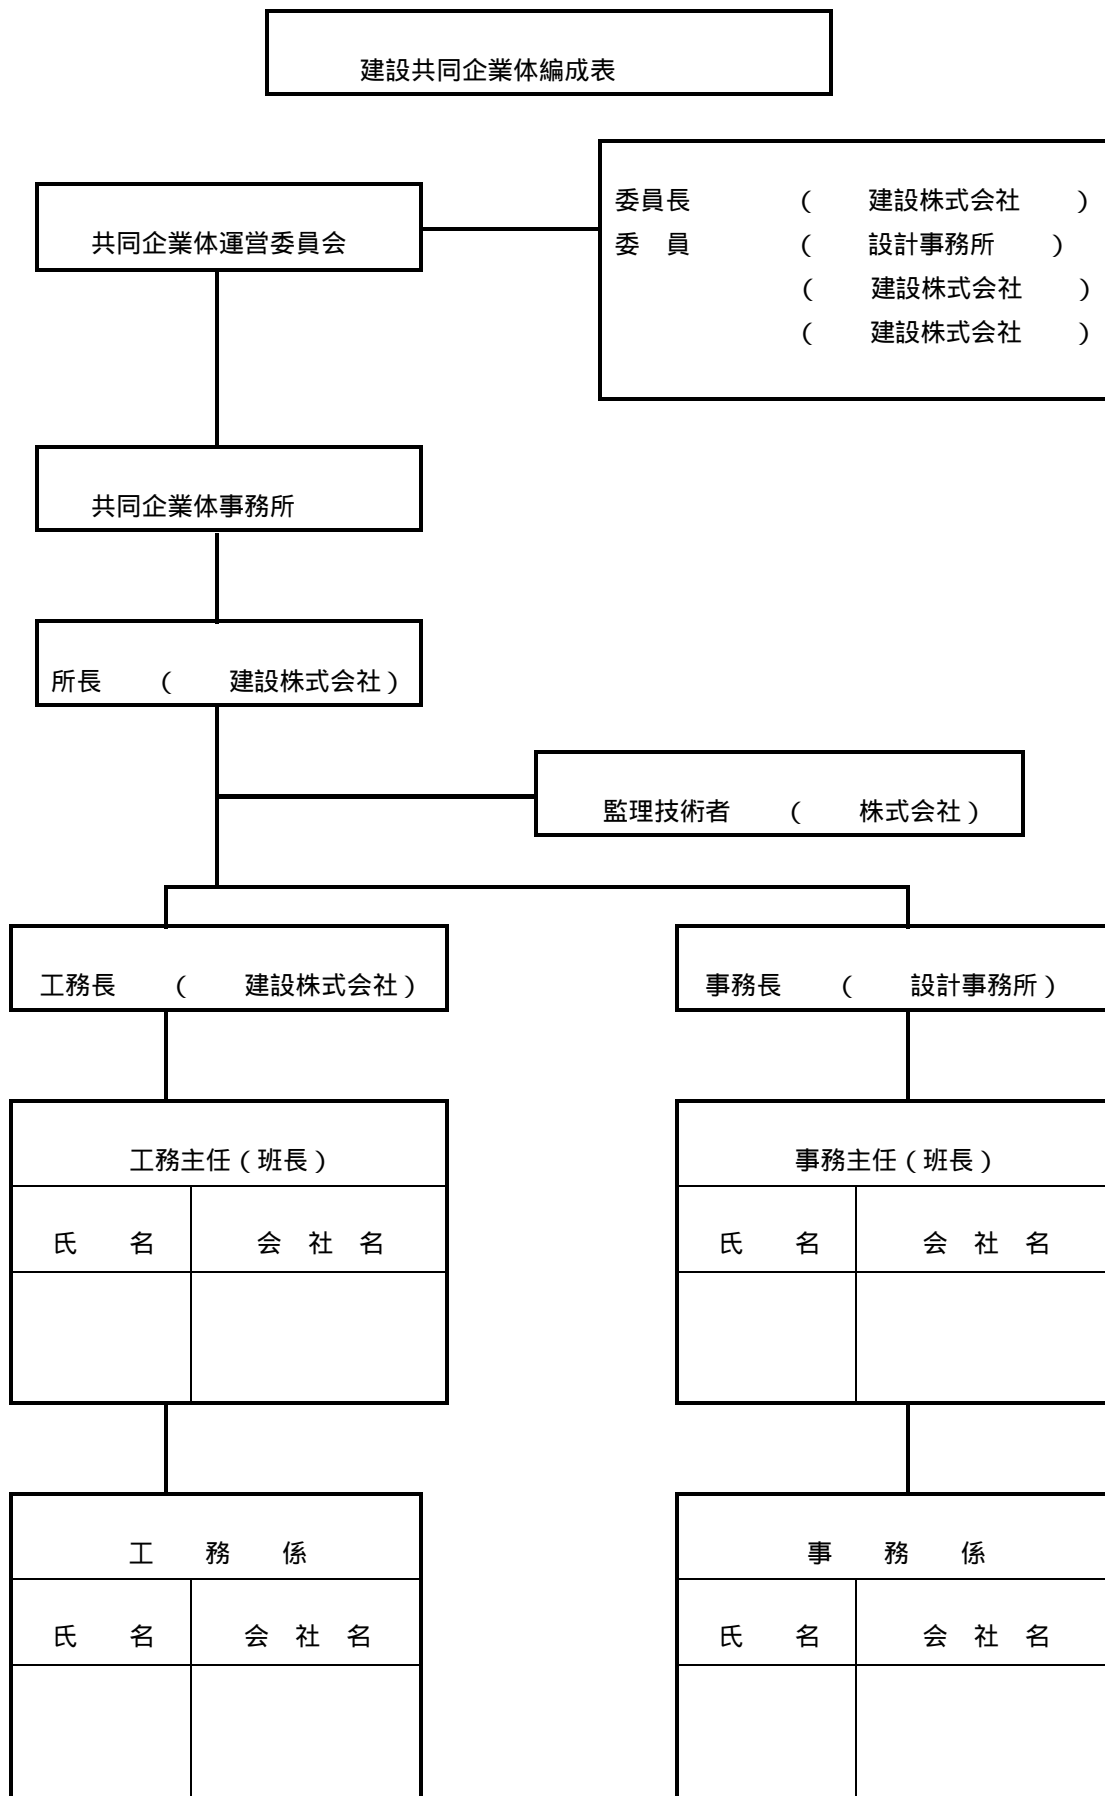 建設共同企業体編成表
委員長　（　建設株式会社　）
共同企業体運営委員会
委　員　（　設計事務所　）
（　建設株式会社　）
（　建設株式会社　）
共同企業体事務所
所長　（　建設株式会社）
監理技術者　（　株式会社）
工務長　（　建設株式会社）
事務長　（　設計事務所）
工務主任（班長）
事務主任（班長）
氏　名　会　社　名
氏　名　会　社　名
工　務　係
事　務　係
氏　名　会　社　名
氏　名　会　社　名